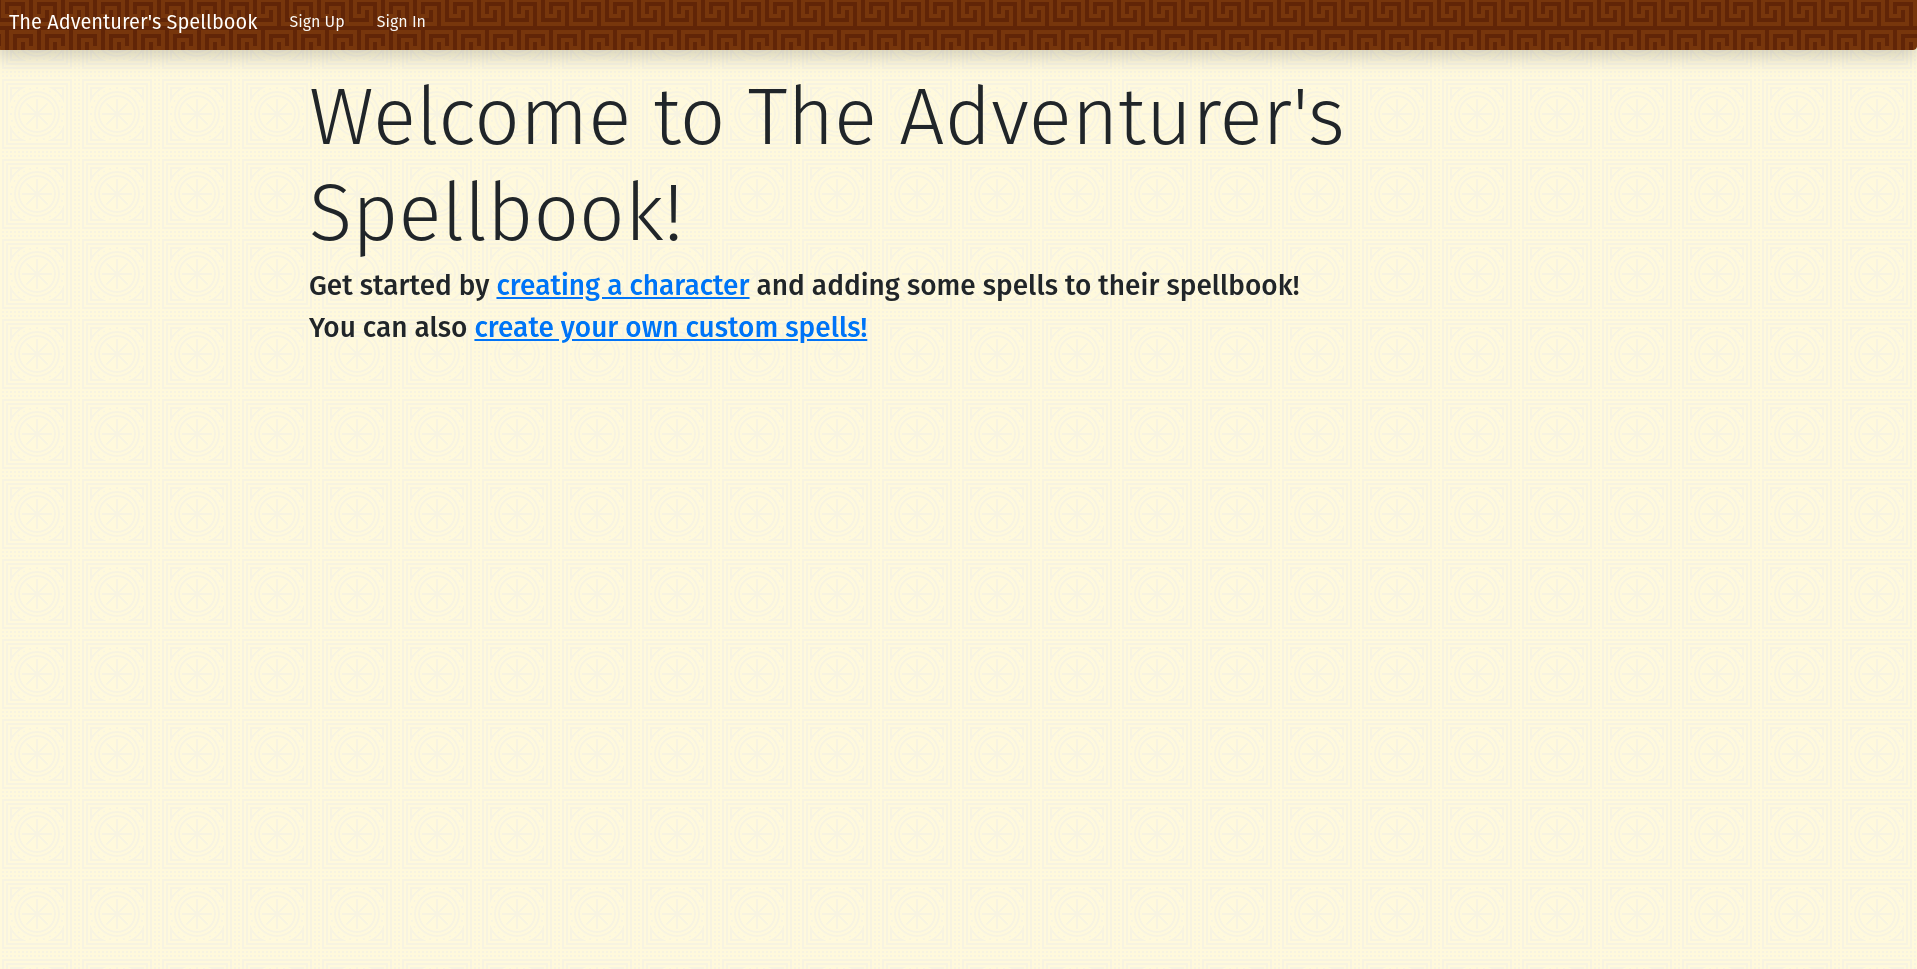 The Adventurer's Spellbook Sign Up Sign In
Welcome to The Adventurer's
Spellbook!
Get started by creating a character and adding some spells to their spellbook!
You can also create your own custom spells!